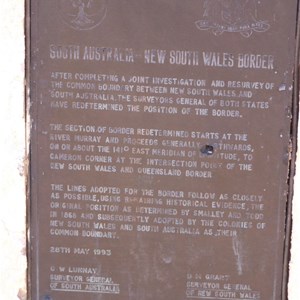 SOUTH AUSTRALIA - NEW SOUTH WALES BORDER
AFTER COMPLETING A JOINT INVESTIGATION AND RESURVEY OF
THE COMMON BOUNDARY BETWEEN NEW SOUTH WALES AND
SOUTH AUSTRALIA, THE SURVEYORS GENERAL OF BOTH STATES
HAVE REDETERMINED THE POSITION OF THE BORDER.
THE SECTION OF BORDER REDETERMINED STARTS AT THE
RIVER MURRAY AND PROCEEDS GENERALLY NORTHWARDS,
ON OR ABOUT THE 141ST EAST MERIDIAN OF LONGITUDE, TO
CAMERON CORNER AT THE INTERSECTION POINT OF THE
NEW SOUTH WALES AND QUEENSLAND BORDER
THE LINES ADOPTED FOR THE BORDER FOLLOW AS CLOSELY
AS POSSIBLE, USING REMAINING HISTORICAL EVIDENCE, THE
ORIGINAL POSITION AS DETERMINED BY SMALLEY AND TODD
IN 1868 AND SUBSEQUENTLY ADOPTED BY THE COLONIES OF
NEW SOUTH WALES AND SOUTH AUSTRALIA AS THEIR
COMMON BOUNDARY.
MAY 1993
SURVEYOR GENERAL
OF SOUTH AUSTRALIA
GRANT
SURVEYOR GENERAL
OF NEW SOUTH WALES